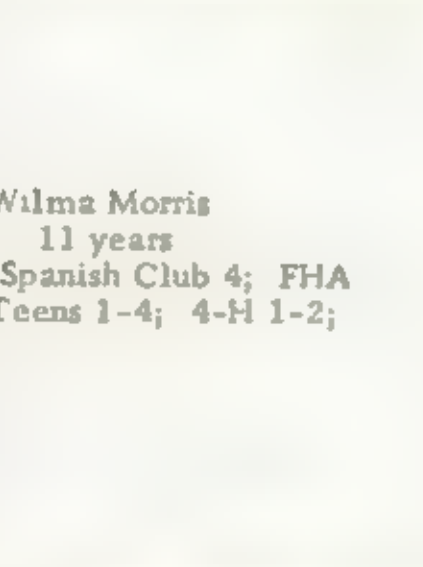 Wilma Morris
11 years
Spanish Club 4; FHA
Teens 1-4; 4-H 1-2;